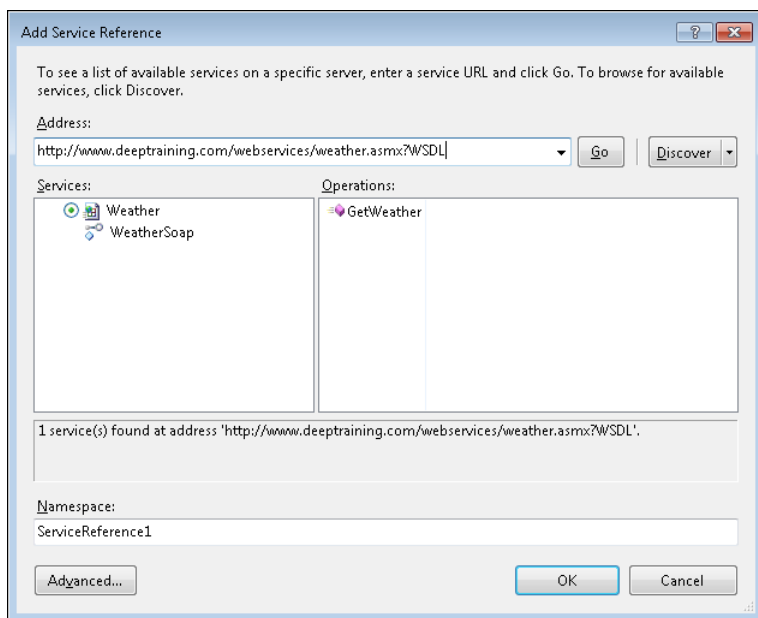 Add Service Reference
To see a list of available services on a specific server, enter a service URL and click Go. To browse for available
services, click Discover.
Address:
http://www.deeptraining.com/webservices/weather.asmx?WSDL
Go
Discover
Services:
Operations:
Weather
WeatherSoap
GetWeather
1 service(s) found at address 'http://www.deeptraining.com/webservices/weather.asmx?WSDL'.
Namespace:
ServiceReference1
Advanced...
OK
Cancel